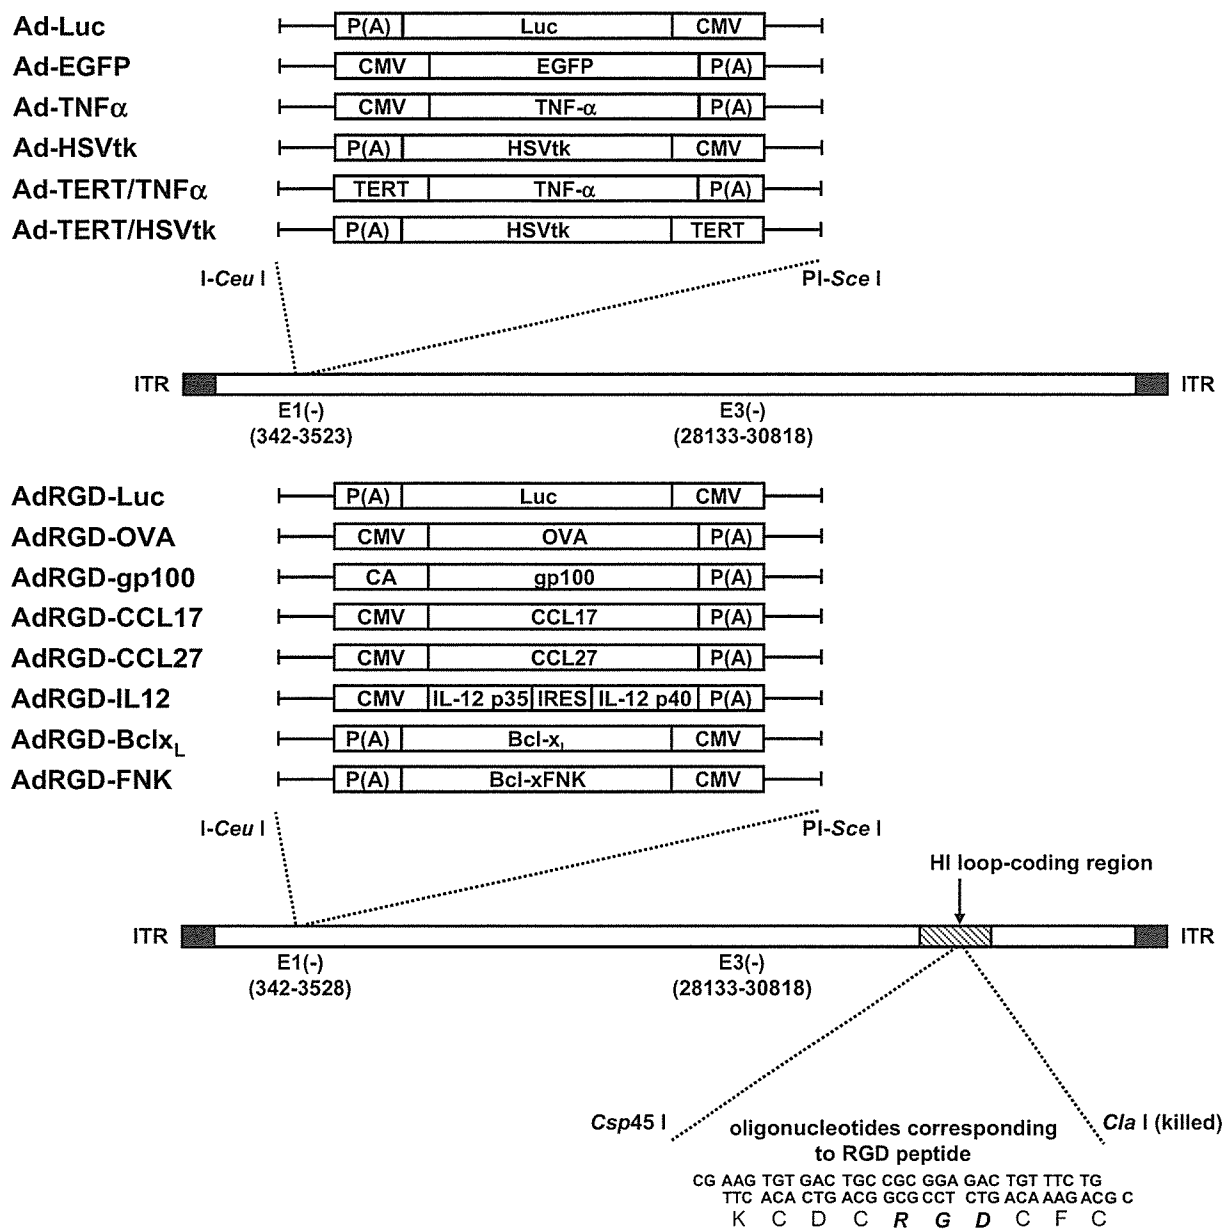 Ad-Luc P(A) Luc CMV
Ad-EGFP CMV EGFP P(A)
Ad-TNFα CMV TNF-α P(A)
Ad-HSVtk P(A) HSVtk CMV
Ad-TERT/TNFα TERT TNF-α P(A)
Ad-TERT/HSVtk P(A) HSVtk TERT
I-Ceu I PI-Sce I
ITR ITR
E1(-) E3(-)
(342-3523) (28133-30818)
AdRGD-Luc P(A) Luc CMV
AdRGD-OVA CMV OVA P(A)
AdRGD-gp100 CA gp100 P(A)
AdRGD-CCL17 CMV CCL17 P(A)
AdRGD-CCL27 CMV CCL27 P(A)
AdRGD-IL12 CMV IL-12 p35 IRES IL-12 p40 P(A)
AdRGD-BclxL P(A) Bcl-xL CMV
AdRGD-FNK P(A) Bcl-xFNK CMV
I-Ceu I PI-Sce I
HI loop-coding region
ITR ITR
E1(-) E3(-)
(342-3528) (28133-30818)
Csp45 I Cla I (killed)
oligonucleotides corresponding
to RGD peptide
CG AAG TGT GAC TGC CGC GGA GAC TGT TTC TG
TTC ACA CTG ACG GCG CCT CTG ACA AAG ACG C
K C D C R G D C F C